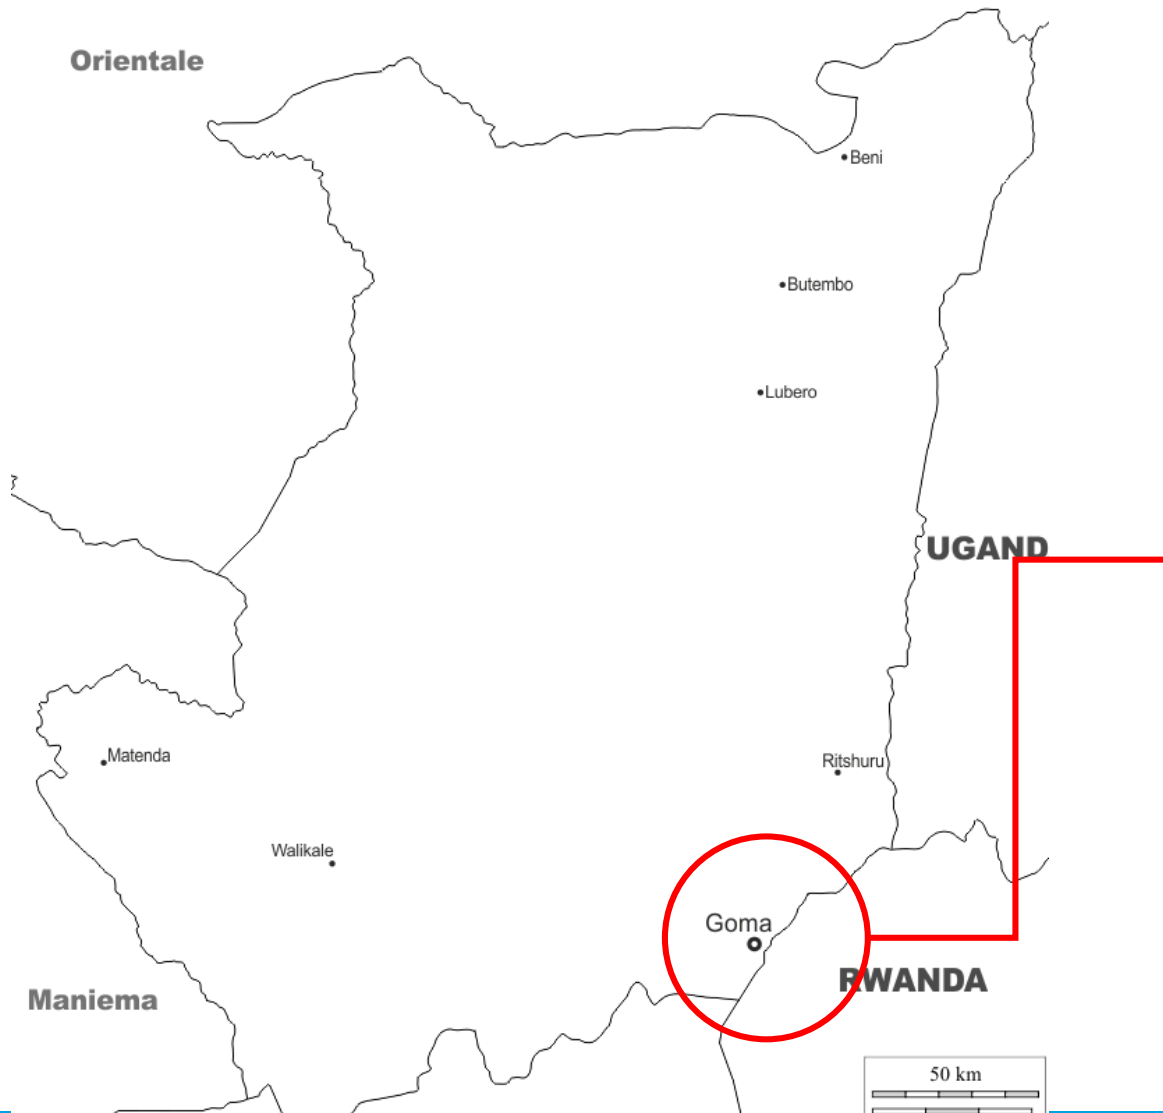 Orientale
Beni
Butembo
Lubero
UGAND
Matenda
Ritshuru
Walikale
Goma
RWANDA
Maniema
50 km